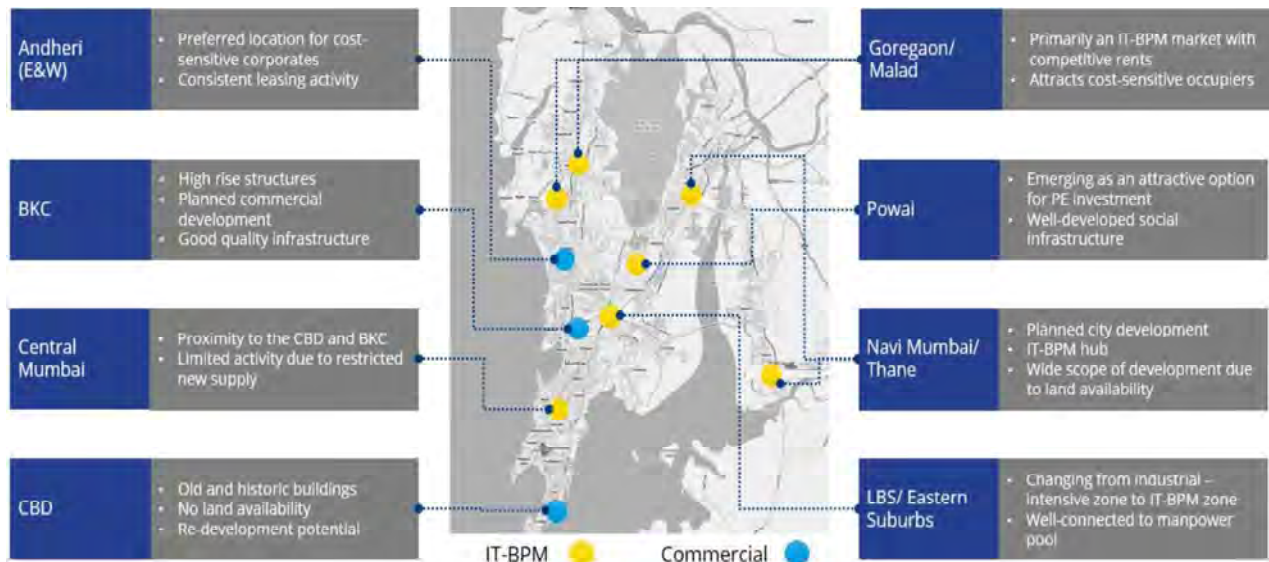 Andheri
(E&W)
• Preferred location for cost-
sensitive corporates
• Consistent leasing activity
Goregaon/
Malad
• Primarily an IT-BPM market with
competitive rents
• Attracts cost-sensitive occupiers
BKC
• High rise structures
• Planned commercial
development
• Good quality infrastructure
Powai
• Emerging as an attractive option
for PE investment
• Well-developed social
infrastructure
Central
Mumbai
• Proximity to the CBD and BKC
• Limited activity due to restricted
new supply
Navi Mumbai/
Thane
• Planned city development
• IT-BPM hub
• Wide scope of development due
to land availability
CBD
• Old and historic buildings
• No land availability
• Re-development potential
LBS/ Eastern
Suburbs
• Changing from industrial –
intensive zone to IT-BPM zone
• Well-connected to manpower
pool
IT-BPM
Commercial